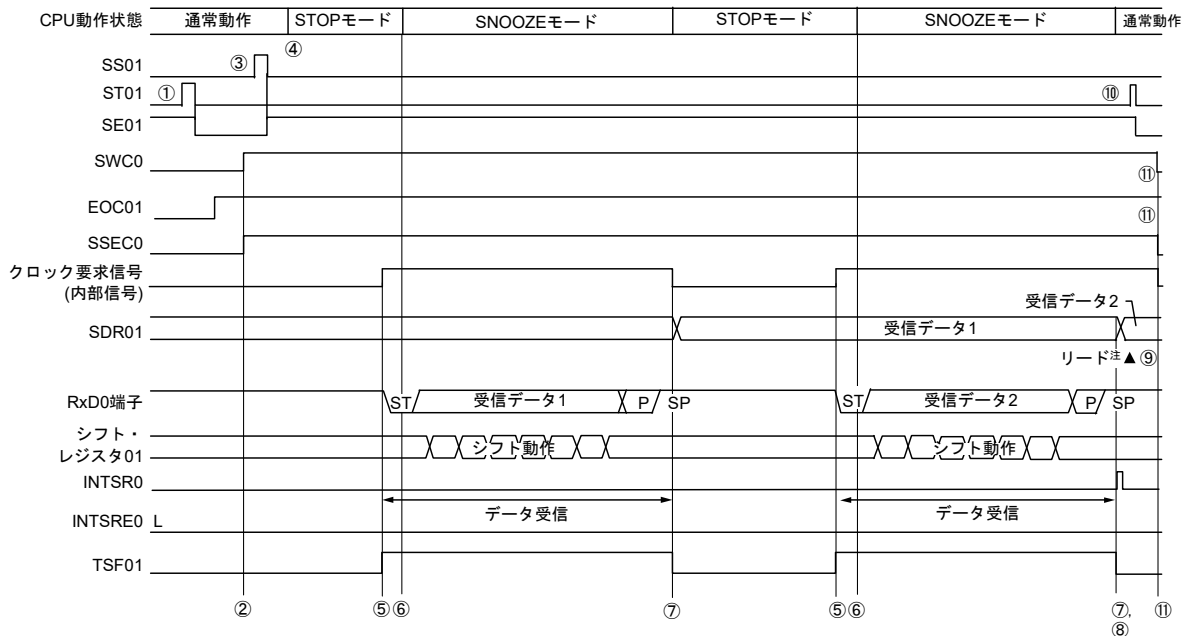 CPU動作状態 通常動作 STOPモード SNOOZEモード STOPモード SNOOZEモード 通常動作
④
SS01 ③
ST01 ① ⑩
SE01
SWC0 ⑪
EOC01 ⑪
SSEC0
クロック要求信号
(内部信号)
受信データ2
SDR01 受信データ1
リード注▲⑨
RxD0端子 ST 受信データ1 P SP ST 受信データ2 P SP
シフト・
レジスタ01 シフト動作 シフト動作
INTSR0
データ受信 データ受信
INTSRE0 L
TSF01
② ⑤⑥ ⑦ ⑤⑥ ⑦, ⑪
⑧